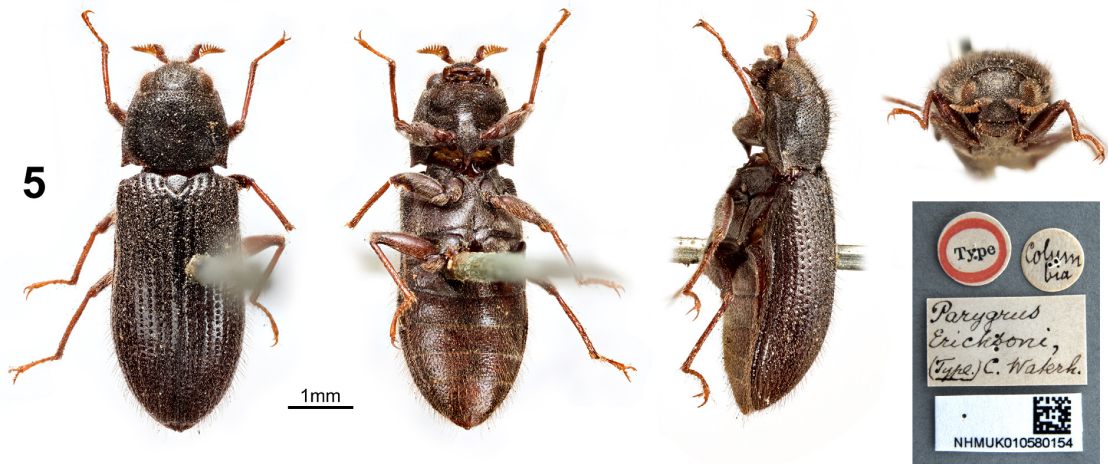 5
1mm
Type
Colum
bia
Parygrus
Erichsoni,
(Type.) C. Waterh.
NHMUK010580154